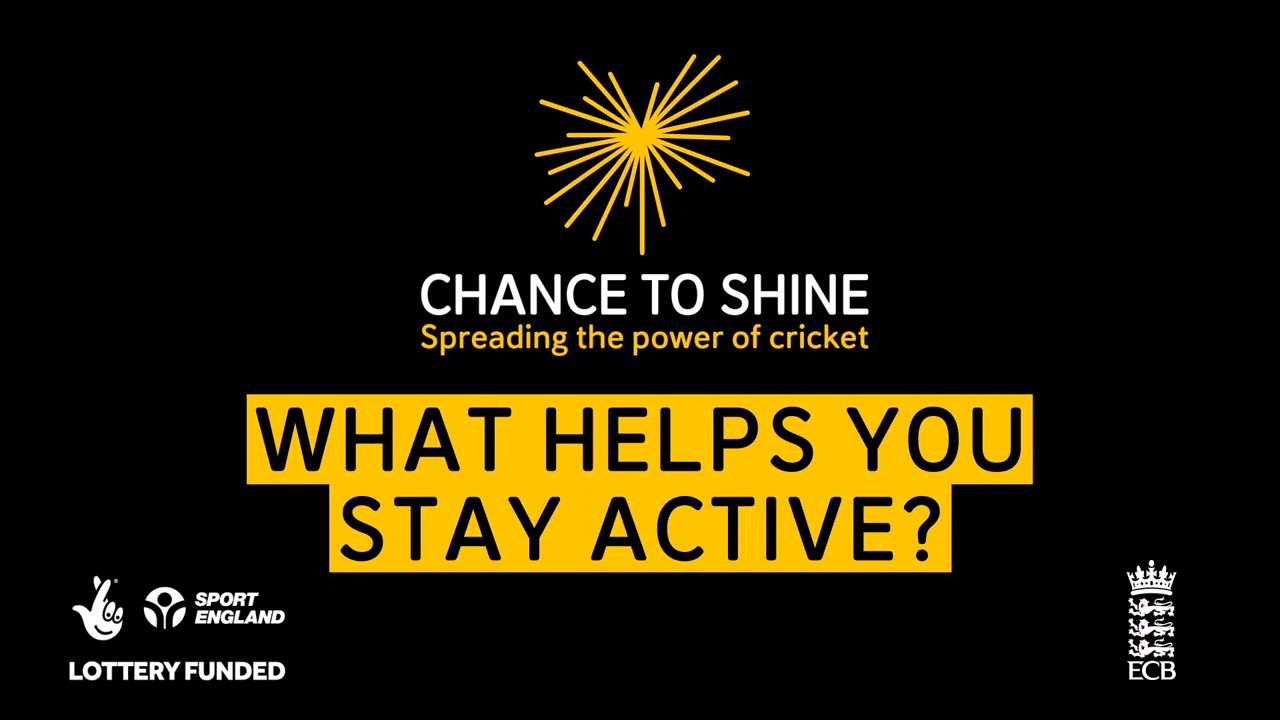 CHANCE TO SHINE
Spreading the power of cricket
WHAT HELPS YOU
STAY ACTIVE?
SPORT
ENGLAND
LOTTERY FUNDED
ECB